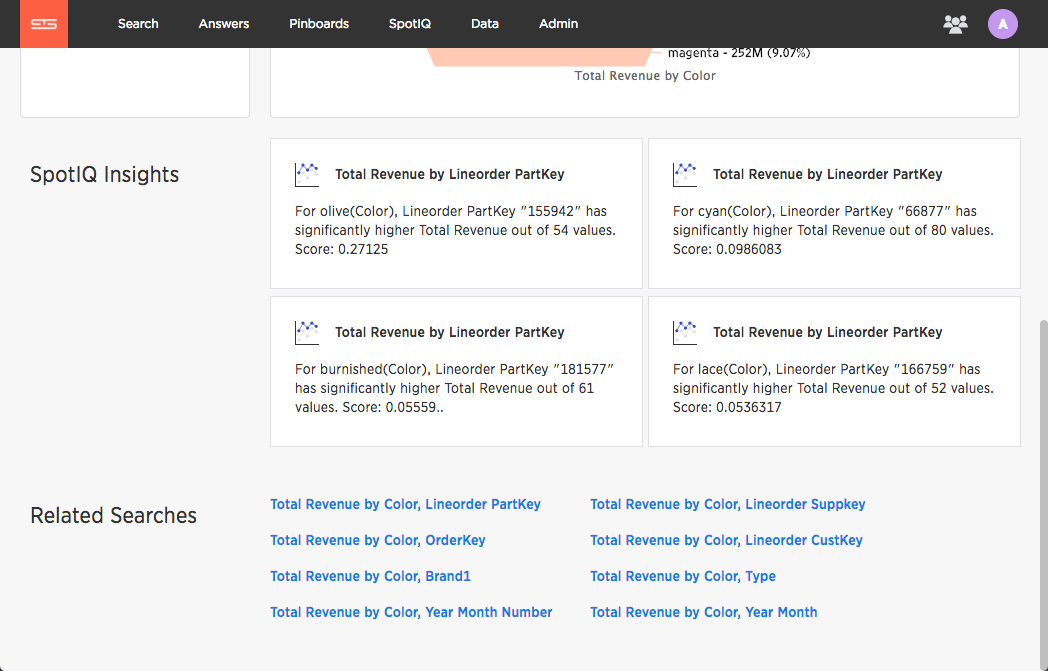 Search Answers Pinboards SpotIQ Data Admin A
magenta - 252M (9.07%)
Total Revenue by Color
SpotIQ Insights
Total Revenue by Lineorder PartKey
For olive(Color), Lineorder PartKey "155942" has
significantly higher Total Revenue out of 54 values.
Score: 0.27125
Total Revenue by Lineorder PartKey
For cyan(Color), Lineorder PartKey "66877" has
significantly higher Total Revenue out of 80 values.
Score: 0.0986083
Total Revenue by Lineorder PartKey
For burnished(Color), Lineorder PartKey "181577"
has significantly higher Total Revenue out of 61
values. Score: 0.05559..
Total Revenue by Lineorder PartKey
For lace(Color), Lineorder PartKey "166759" has
significantly higher Total Revenue out of 52 values.
Score: 0.0536317
Related Searches
Total Revenue by Color, Lineorder PartKey
Total Revenue by Color, Lineorder Suppkey
Total Revenue by Color, OrderKey
Total Revenue by Color, Lineorder CustKey
Total Revenue by Color, Brand1
Total Revenue by Color, Type
Total Revenue by Color, Year Month Number
Total Revenue by Color, Year Month